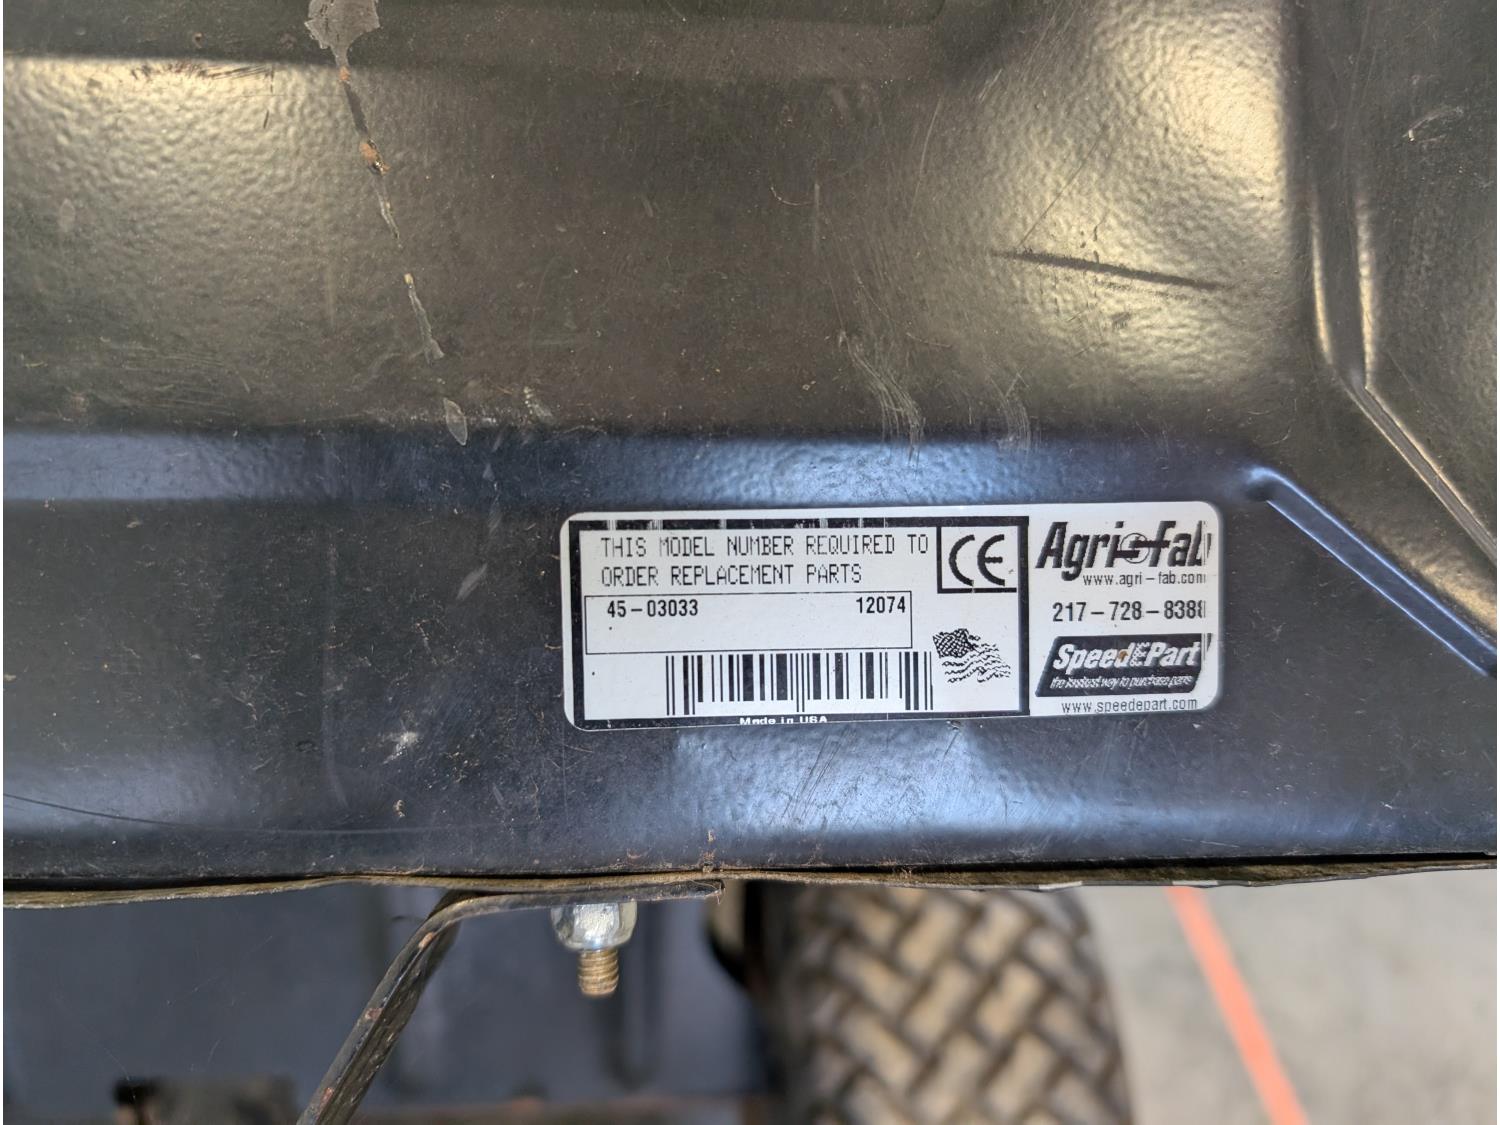 THIS MODEL NUMBER REQUIRED TO
ORDER REPLACEMENT PARTS
45-03033 12074
Made in USA
CE
Agri-Fab
www.agri-fab.com
217-728-8388
SpeedEPart
the fastest way to purchase parts
www.speedepart.com